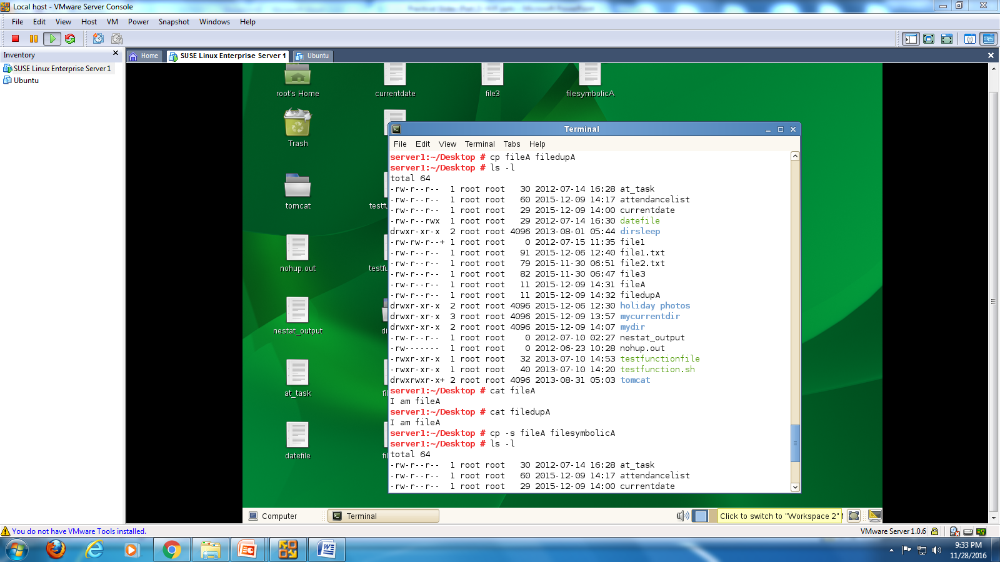 Local host - VMware Server Console
File Edit View Host VM Power Snapshot Windows Help
Inventory
SUSE Linux Enterprise Server 1
Ubuntu
Home
SUSE Linux Enterprise Server 1
Ubuntu
root's Home
currentdate
file3
filesymbolicA
Trash
tomcat
testfu
nohup.out
testfu
nestat_output
di
at_task
fil
datefile
fil
Terminal
File Edit View Terminal Tabs Help
server1:~/Desktop # cp fileA filedupA
server1:~/Desktop # ls -l
total 64
-rw-r--r-- 1 root root 30 2012-07-14 16:28 at_task
-rw-r--r-- 1 root root 60 2015-12-09 14:17 attendancelist
-rw-r--r-- 1 root root 29 2015-12-09 14:00 currentdate
-rw-r--rwx 1 root root 29 2012-07-14 16:30 datefile
drwxr-xr-x 2 root root 4096 2013-08-01 05:44 dirsleep
-rw-rw-r--+ 1 root root 0 2012-07-15 11:35 file1
-rw-r--r-- 1 root root 91 2015-12-06 12:40 file1.txt
-rw-r--r-- 1 root root 79 2015-11-30 06:51 file2.txt
-rw-r--r-- 1 root root 82 2015-11-30 06:47 file3
-rw-r--r-- 1 root root 11 2015-12-09 14:31 fileA
-rw-r--r-- 1 root root 11 2015-12-09 14:32 filedupA
drwxr-xr-x 2 root root 4096 2015-12-06 12:30 holiday photos
drwxr-xr-x 3 root root 4096 2015-12-09 13:57 mycurrentdir
drwxr-xr-x 2 root root 4096 2015-12-09 14:07 mydir
-rw-r--r-- 1 root root 0 2012-07-10 02:27 nestat_output
-rw------- 1 root root 0 2012-06-23 10:28 nohup.out
-rwxr-xr-x 1 root root 32 2013-07-10 14:53 testfunctionfile
-rwxr-xr-x 1 root root 40 2013-07-10 14:20 testfunction.sh
drwxrwxr-x+ 2 root root 4096 2013-08-31 05:03 tomcat
server1:~/Desktop # cat fileA
I am fileA
server1:~/Desktop # cat filedupA
I am fileA
server1:~/Desktop # cp -s fileA filesymbolicA
server1:~/Desktop # ls -l
total 64
-rw-r--r-- 1 root root 30 2012-07-14 16:28 at_task
-rw-r--r-- 1 root root 60 2015-12-09 14:17 attendancelist
-rw-r--r-- 1 root root 29 2015-12-09 14:00 currentdate
Computer
Terminal
Click to switch to "Workspace 2"
You do not have VMware Tools installed.
VMware Server 1.0.6
9:33 PM
11/28/2016